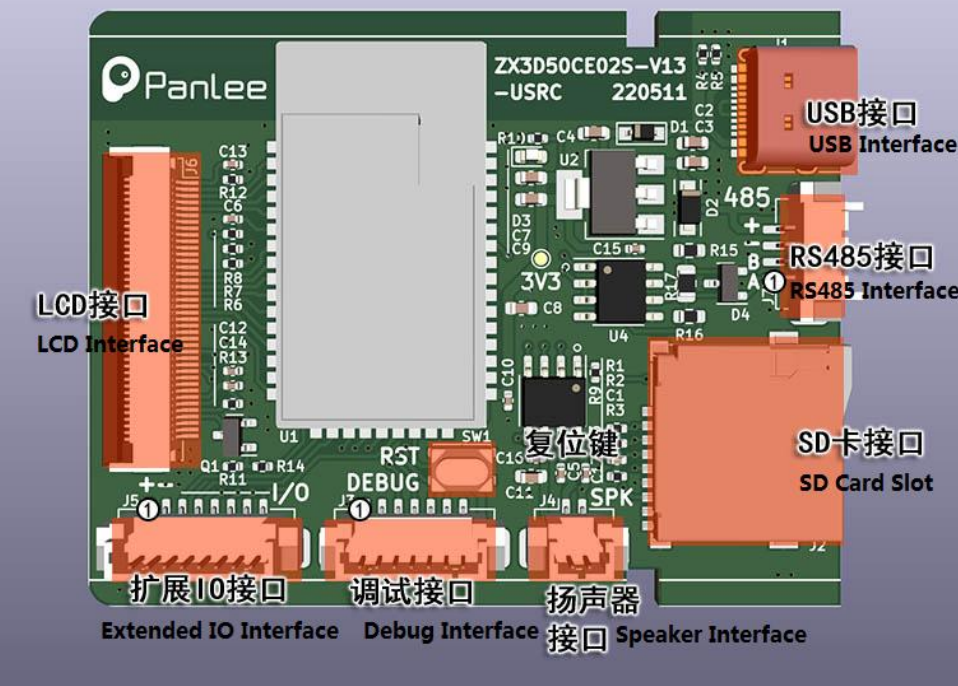 Panlee
ZX3D50CE02S-V13
-USRC 220511
J1
R4
R5
C2
USB接口
USB Interface
J6
C13
R12
C6
R8
R7
R6
C12
C14
R13
Q1
R14
R11
U1
C4
D1
C3
U2
D3
C7
C9
3V3
C15
C8
U4
R17
R15
R16
D2
D4
485
+
B
A
1
RS485接口
RS485 Interface
LCD接口
LCD Interface
C10
R1
R2
C1
R3
R9
复位键
SW1
RST
DEBUG
C16
C11
SPK
SD卡接口
SD Card Slot
J2
+-
I/O
J5
1
J3
1
J4
扩展IO接口
Extended IO Interface
调试接口
Debug Interface
扬声器
接口
Speaker Interface